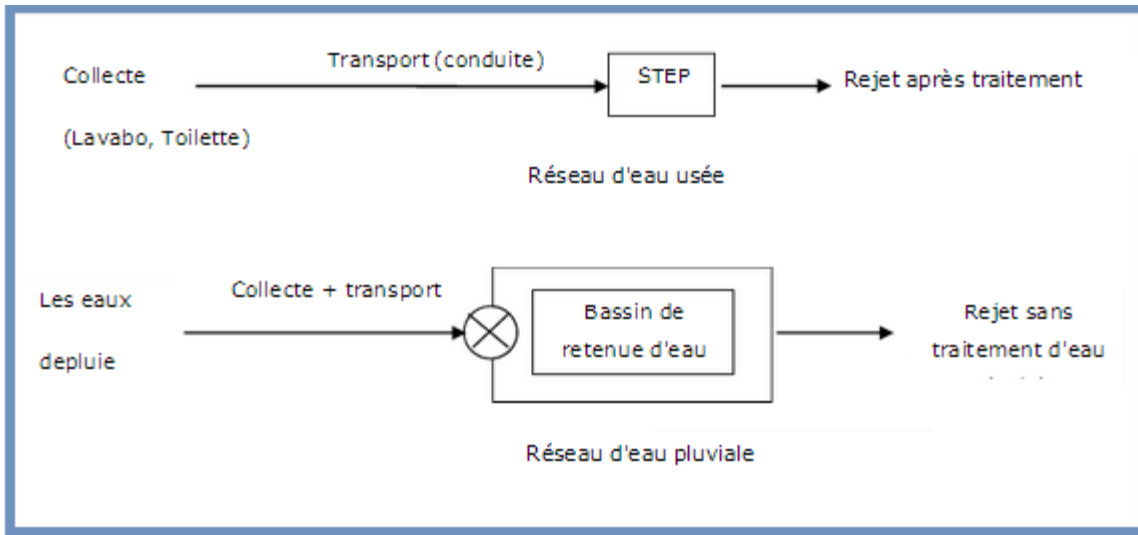 Transport (conduite)
Collecte
STEP
Rejet après traitement
(Lavabo, Toilette)
Réseau d'eau usée
Les eaux
depluie
Collecte + transport
Bassin de
retenue d'eau
Rejet sans
traitement d'eau
Réseau d'eau pluviale